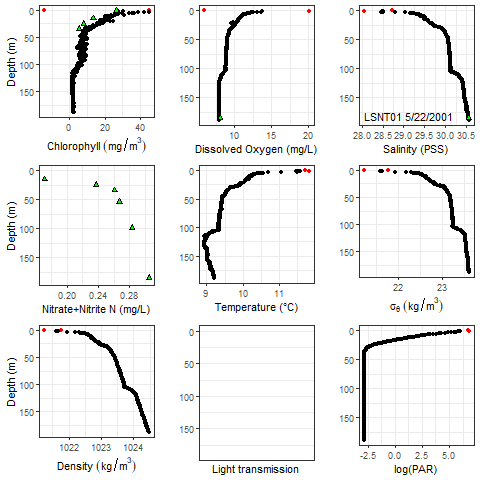 0
50
100
150
Depth (m)
0 20 40
Chlorophyll (mg/m³)
0
50
100
150
10 15 20
Dissolved Oxygen (mg/L)
0
50
100
150
LSNT01 5/22/2001
28.0 28.5 29.0 29.5 30.0 30.5
Salinity (PSS)
0
50
100
150
Depth (m)
0.20 0.24 0.28
Nitrate+Nitrite N (mg/L)
0
50
100
150
9 10 11
Temperature (°C)
0
50
100
150
22 23
σθ (kg/m³)
0
50
100
150
Depth (m)
1022 1023 1024
Density (kg/m³)
0
50
100
150
Light transmission
0
50
100
150
-2.5 0.0 2.5 5.0
log(PAR)